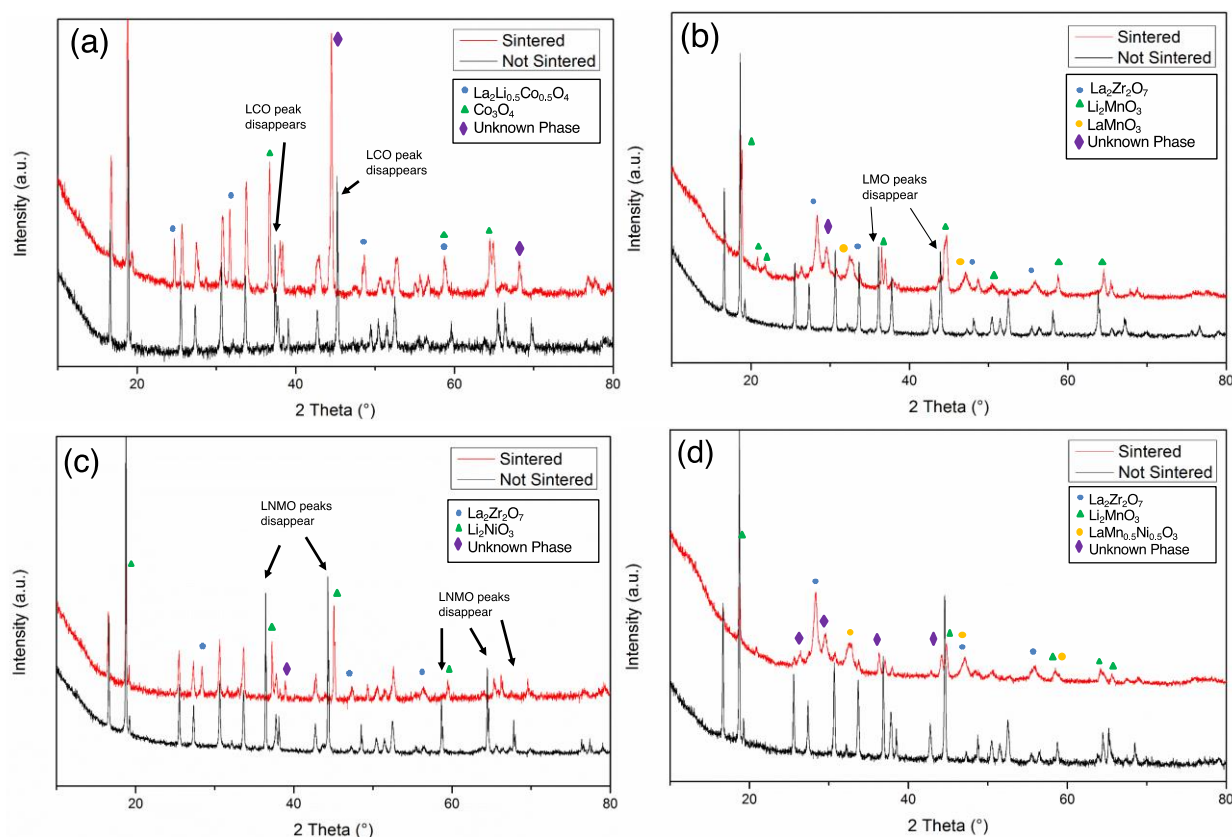 (a)
Sintered
Not Sintered
La₂Li₀.₅Co₀.₅O₄
Co₃O₄
Unknown Phase
LCO peak
disappears
LCO peak
disappears
Intensity (a.u.)
20
40
60
80
2 Theta (°)
(b)
Sintered
Not Sintered
La₂Zr₂O₇
Li₂MnO₃
LaMnO₃
Unknown Phase
LMO peaks
disappear
Intensity (a.u.)
20
40
60
80
2 Theta (°)
(c)
Sintered
Not Sintered
La₂Zr₂O₇
Li₂NiO₃
Unknown Phase
LNMO peaks
disappear
LNMO peaks
disappear
Intensity (a.u.)
20
40
60
80
2 Theta (°)
(d)
Sintered
Not Sintered
La₂Zr₂O₇
Li₂MnO₃
LaMn₀.₅Ni₀.₅O₃
Unknown Phase
Intensity (a.u.)
20
40
60
80
2 Theta (°)